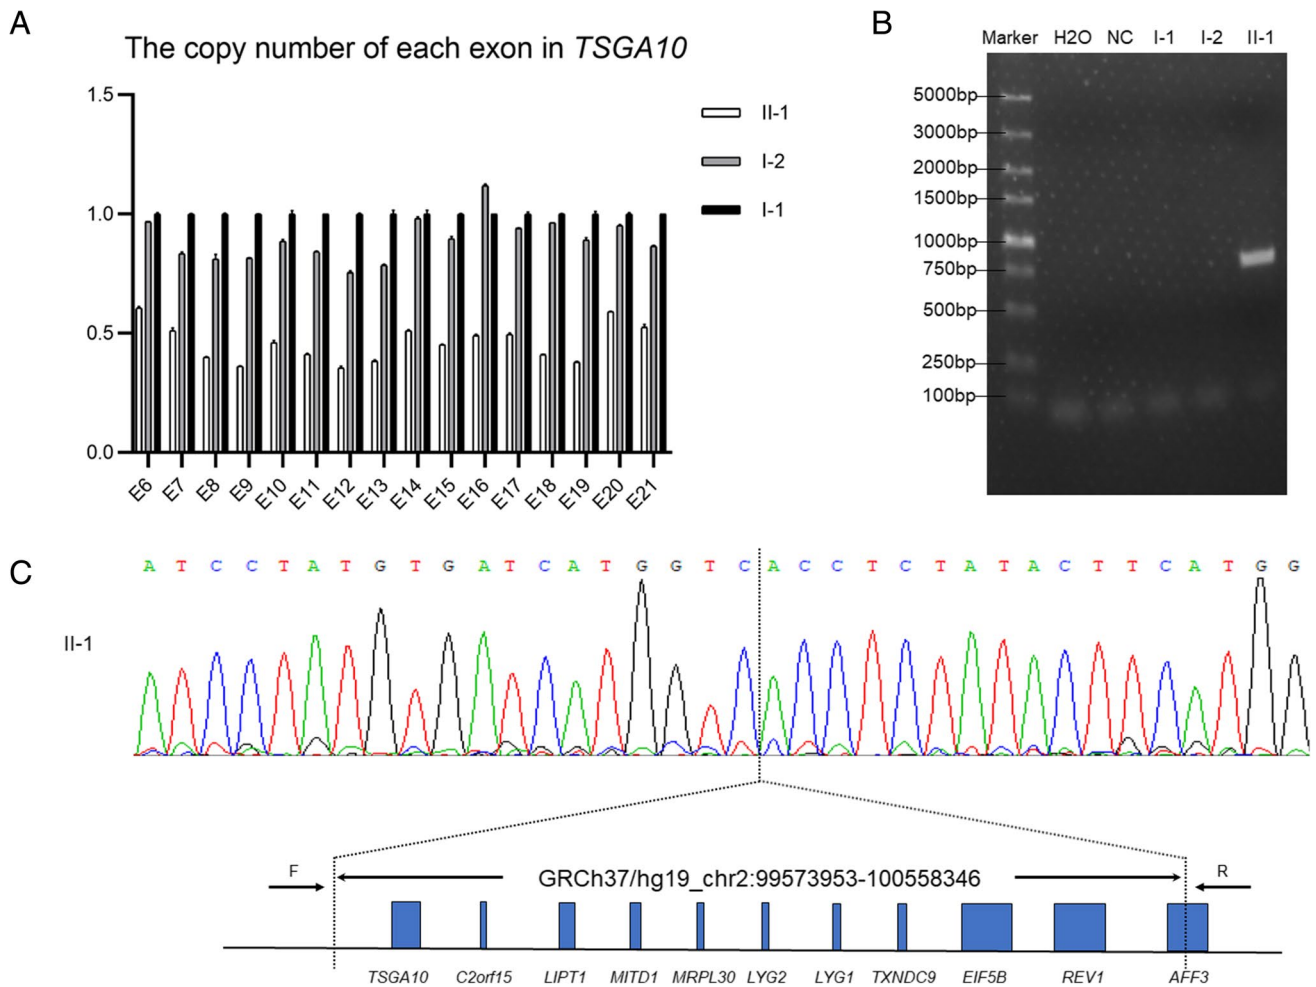 A
The copy number of each exon in TSGA10
1.5
1.0
0.5
0.0
E6 E7 E8 E9 E10 E11 E12 E13 E14 E15 E16 E17 E18 E19 E20 E21
II-1
I-2
I-1
B
Marker H2O NC I-1 I-2 II-1
5000bp
3000bp
2000bp
1500bp
1000bp
750bp
500bp
250bp
100bp
C
A T C C T A T G T G A T C A T G G T C A C C T C T A T A C T T C A T G G
II-1
F
GRCh37/hg19_chr2:99573953-100558346
R
TSGA10 C2orf15 LIPT1 MITD1 MRPL30 LYG2 LYG1 TXNDC9 EIF5B REV1 AFF3